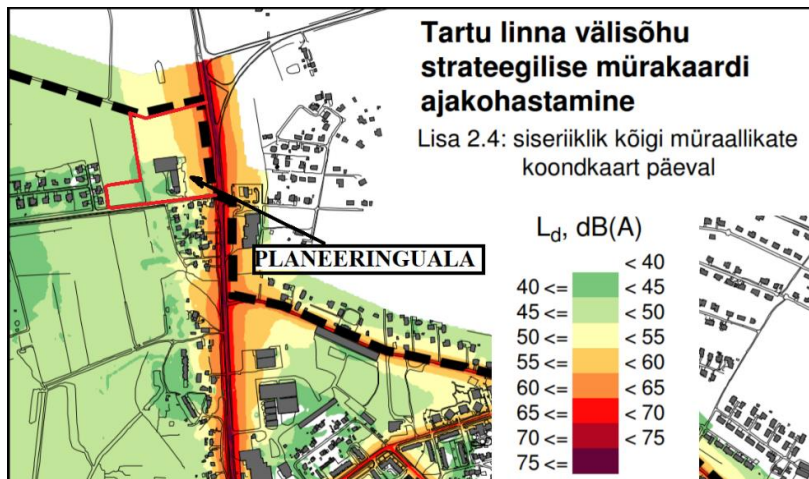 Tartu linna välisõhu
strateegilise mürakaardi
ajakohastamine
Lisa 2.4: siseriiklik kõigi müraallikate
koondkaart päeval
PLANEERINGUALA
L_d, dB(A)
< 40
40 <= < 45
45 <= < 50
50 <= < 55
55 <= < 60
60 <= < 65
65 <= < 70
70 <= < 75
75 <=